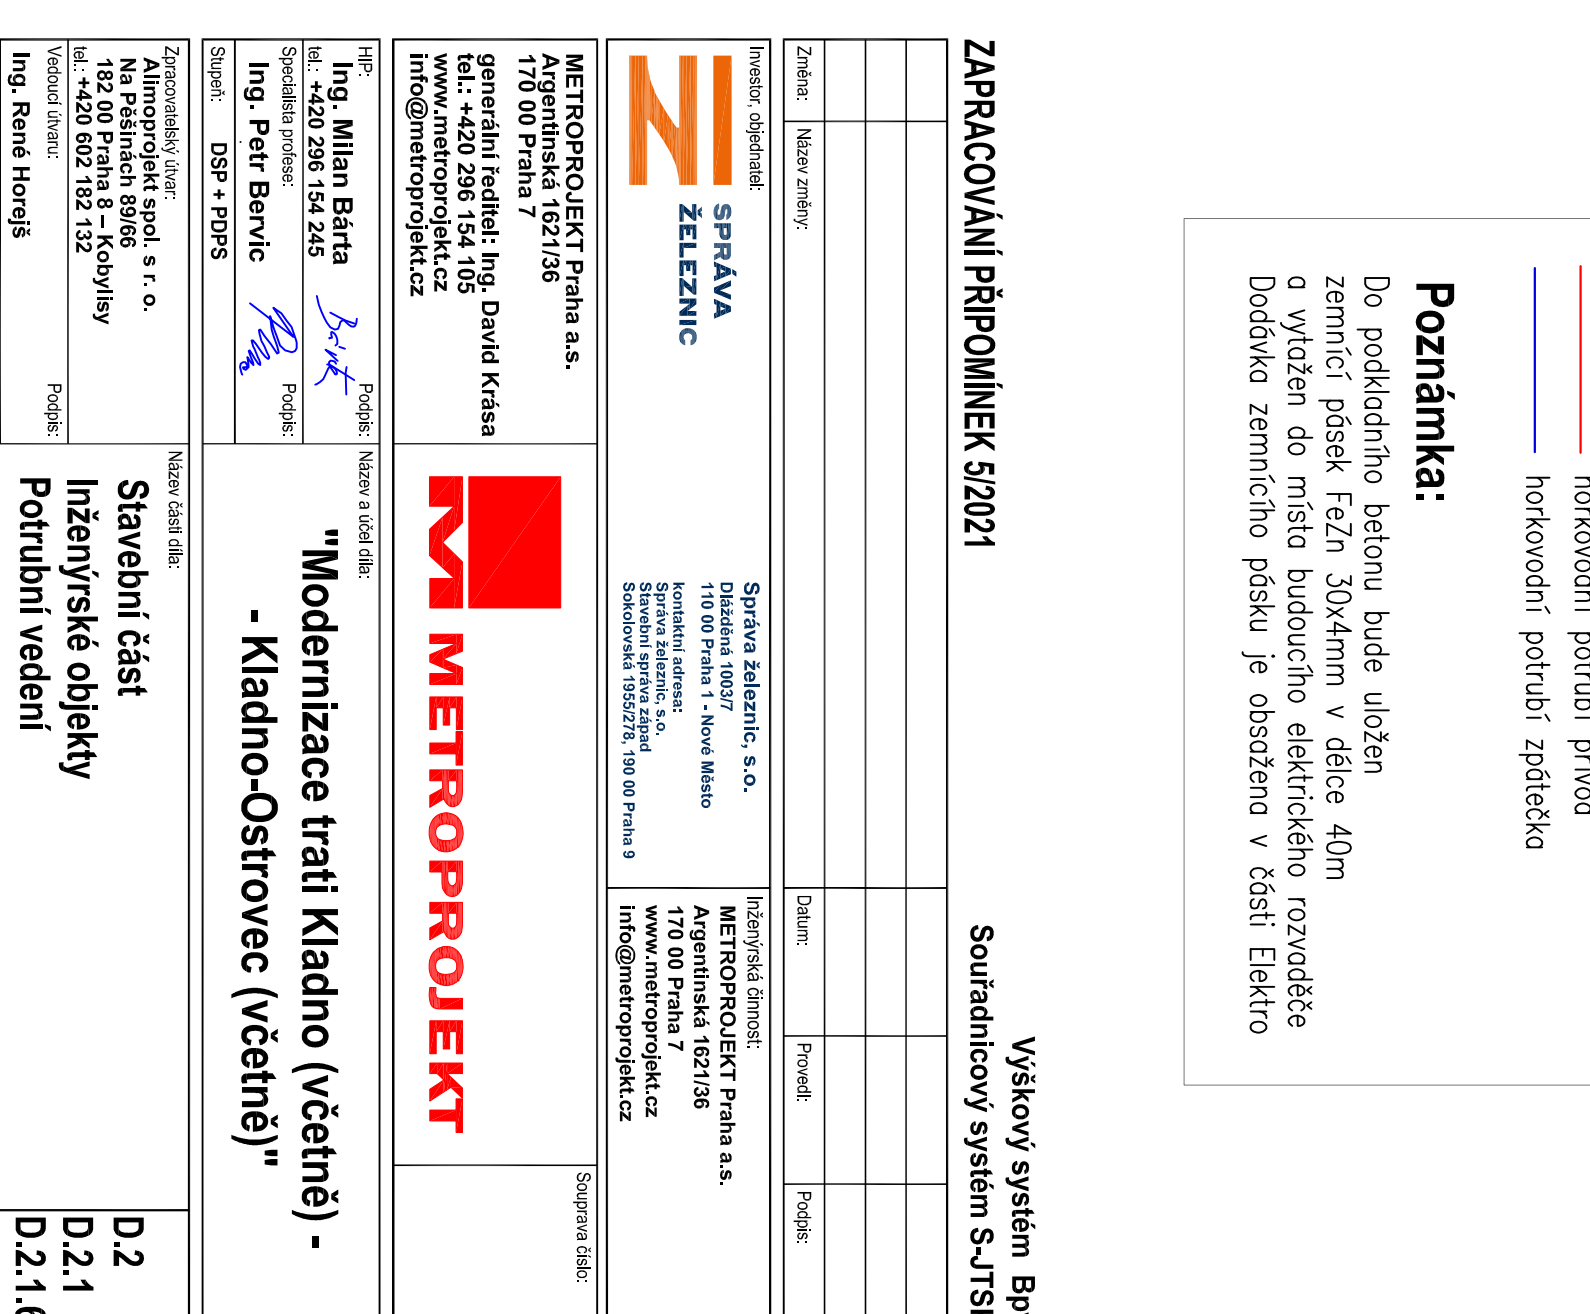 horkovodní potrubí přívod
horkovodní potrubí zpátečka
Poznámka:
Do podkladního betonu bude uložen
zemnící pásek FeZn 30x4mm v délce 40m
a vytažen do místa budoucího elektrického rozvaděče
Dodávka zemnícího pásku je obsažena v části Elektro
Výškový systém Bp
ZAPRACOVÁNÍ PŘIPOMÍNEK 5/2021
Souřadnicový systém S-JTS
Změna:
Název změny:
Datum:
Provedl:
Podpis:
Investor, objednatel:
SPRÁVA
ŽELEZNIC
Správa železnic, s.o.
Dlážděná 1003/7
110 00 Praha 1 - Nové Město
kontaktní adresa:
Správa železnic, s.o.
Stavební správa západ
Sokolovská 1955/278, 190 00 Praha 9
Inženýrská činnost:
METROPROJEKT Praha a.s.
Argentinská 1621/36
170 00 Praha 7
www.metroprojekt.cz
info@metroprojekt.cz
METROPROJEKT Praha a.s.
Argentinská 1621/36
170 00 Praha 7
generální ředitel: Ing. David Krása
tel.: +420 296 154 105
www.metroprojekt.cz
info@metroprojekt.cz
METROPROJEKT
Souprava číslo:
HIP:
Podpis:
Ing. Milan Bárta
tel.: +420 296 154 245
Bárta
Specialista profese:
Podpis:
Ing. Petr Bervic
Stupeň:
DSP + PDPS
Název a účel díla:
"Modernizace trati Kladno (včetně) -
- Kladno-Ostrovec (včetně)"
Zpracovatelský útvar:
Alimoprojekt spol. s r. o.
Na Pěšinách 89/66
182 00 Praha 8 – Kobylisy
tel.: +420 602 182 132
Vedoucí útvaru:
Podpis:
Ing. René Horejš
Název části díla:
Stavební část
Inženýrské objekty
Potrubní vedení
D.2
D.2.1
D.2.1.6